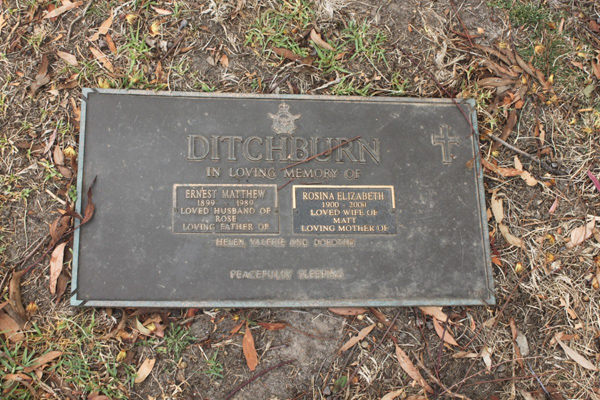 DITCHBURN
IN LOVING MEMORY OF
ERNEST MATTHEW
1899 - 1989
LOVED HUSBAND OF
ROSE
LOVING FATHER OF
ROSINA ELIZABETH
1900 - 2000
LOVED WIFE OF
MATT
LOVING MOTHER OF
HELEN VALERIE AND DOROTHY
PEACEFULLY SLEEPING